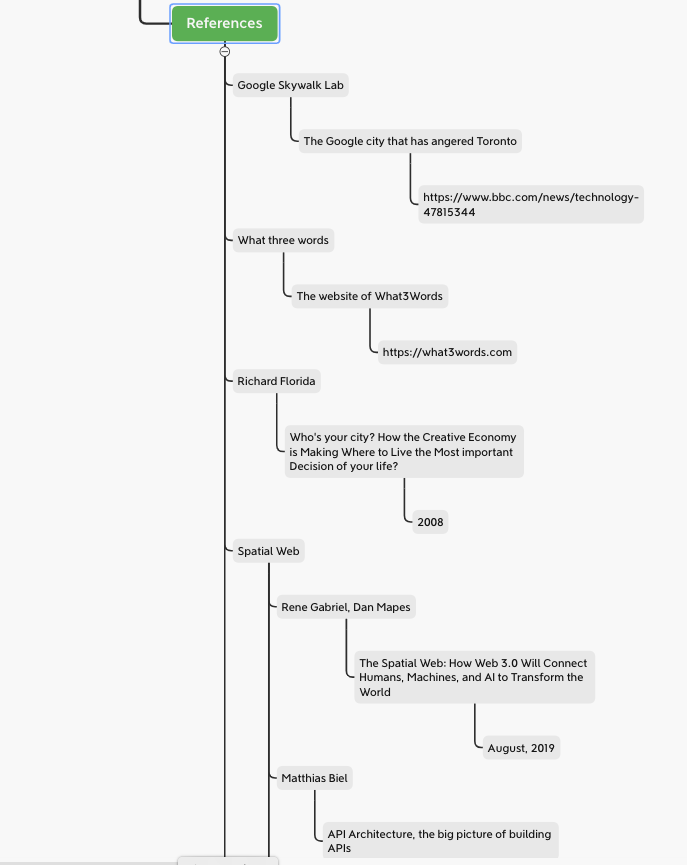 References
Google Skywalk Lab
The Google city that has angered Toronto
https://www.bbc.com/news/technology-
47815344
What three words
The website of What3Words
https://what3words.com
Richard Florida
Who's your city? How the Creative Economy
is Making Where to Live the Most important
Decision of your life?
2008
Spatial Web
Rene Gabriel, Dan Mapes
The Spatial Web: How Web 3.0 Will Connect
Humans, Machines, and AI to Transform the
World
August, 2019
Matthias Biel
API Architecture, the big picture of building
APIs